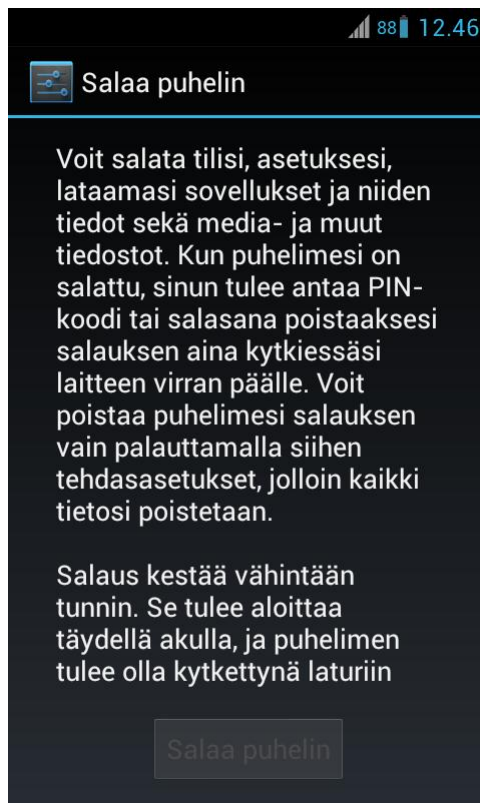 88 12.46
Salaa puhelin
Voit salata tilisi, asetuksesi,
lataamasi sovellukset ja niiden
tiedot sekä media- ja muut
tiedostot. Kun puhelimesi on
salattu, sinun tulee antaa PIN-
koodi tai salasana poistaaksesi
salauksen aina kytkiessäsi
laitteen virran päälle. Voit
poistaa puhelimesi salauksen
vain palauttamalla siihen
tehdasasetukset, jolloin kaikki
tietosi poistetaan.
Salaus kestää vähintään
tunnin. Se tulee aloittaa
täydellä akulla, ja puhelimen
tulee olla kytkettynä laturiin
Salaa puhelin